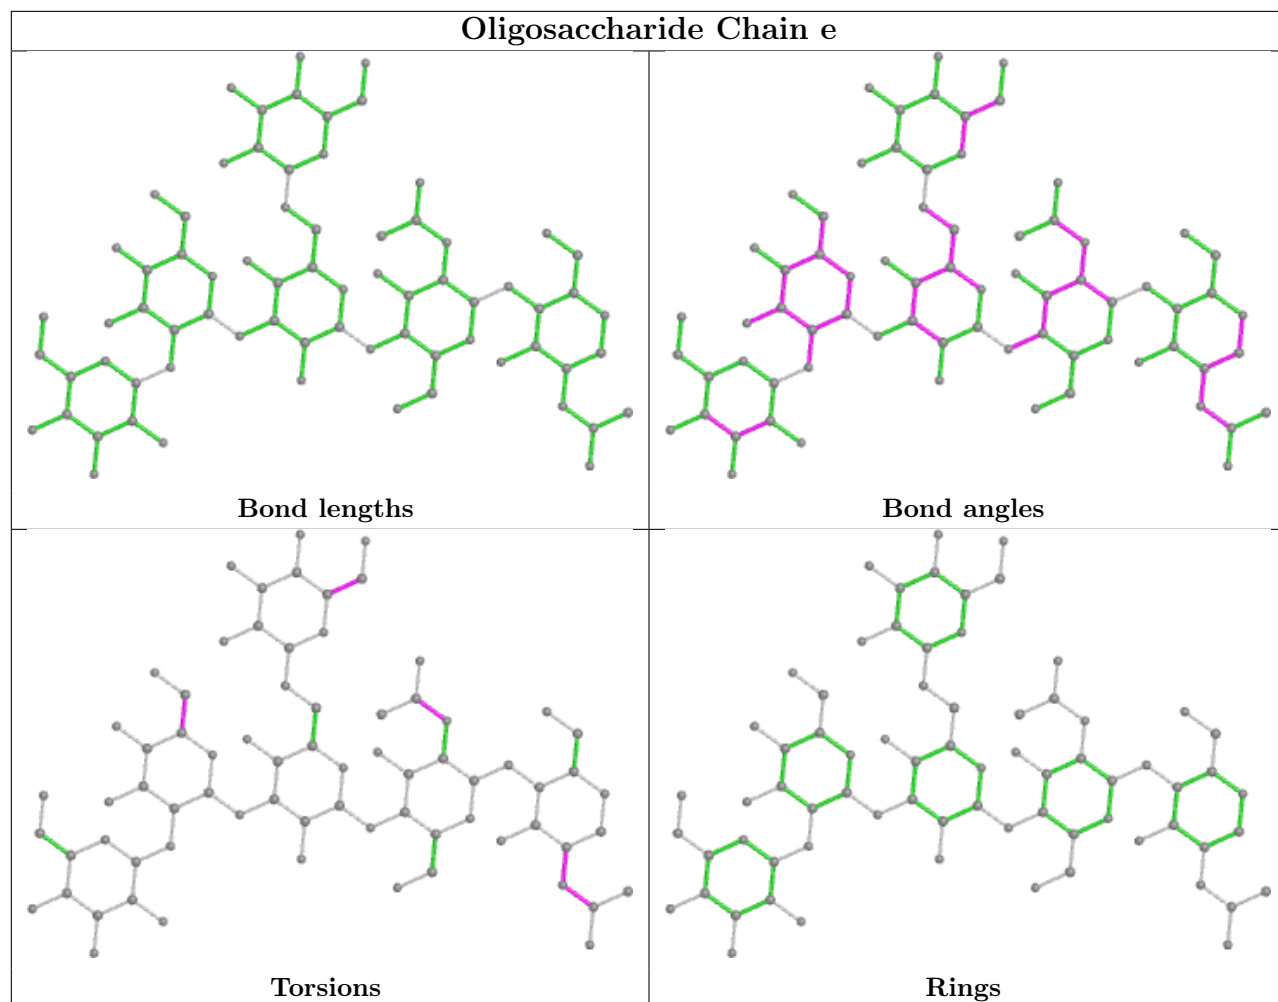 Oligosaccharide Chain e
Bond lengths
Bond angles
Torsions
Rings